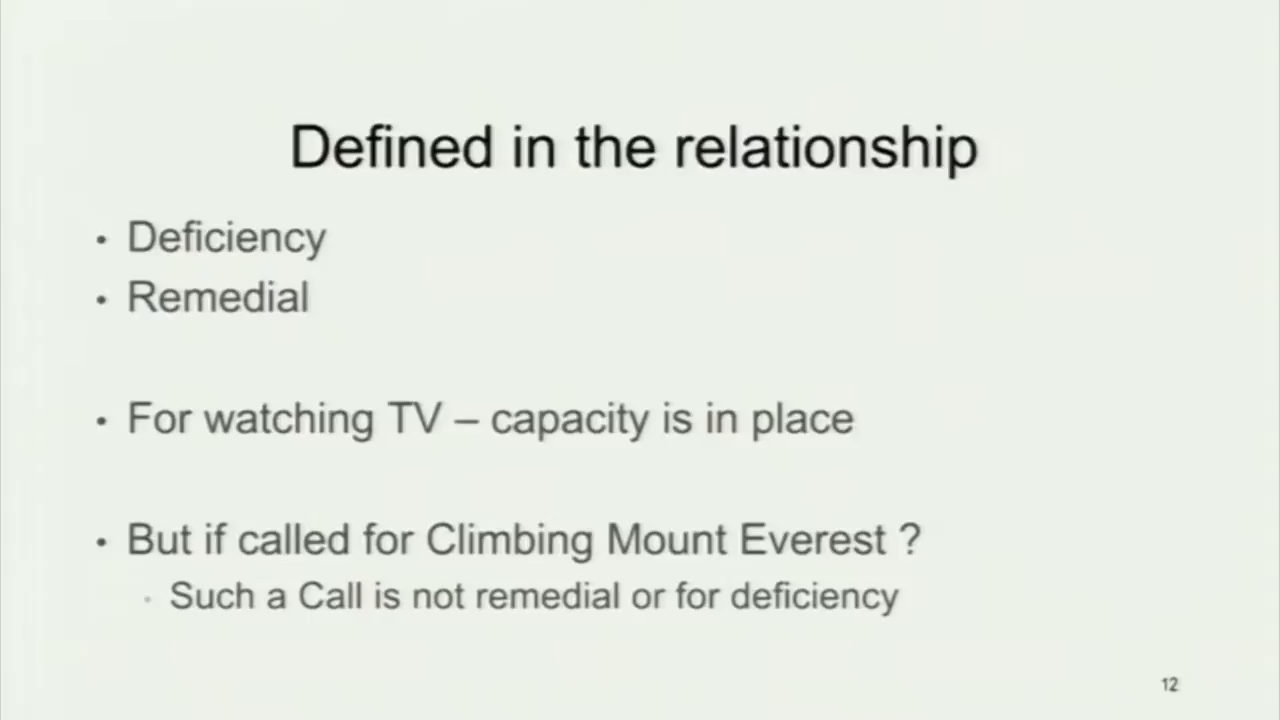 Defined in the relationship
• Deficiency
• Remedial
• For watching TV – capacity is in place
• But if called for Climbing Mount Everest ?
• Such a Call is not remedial or for deficiency
12